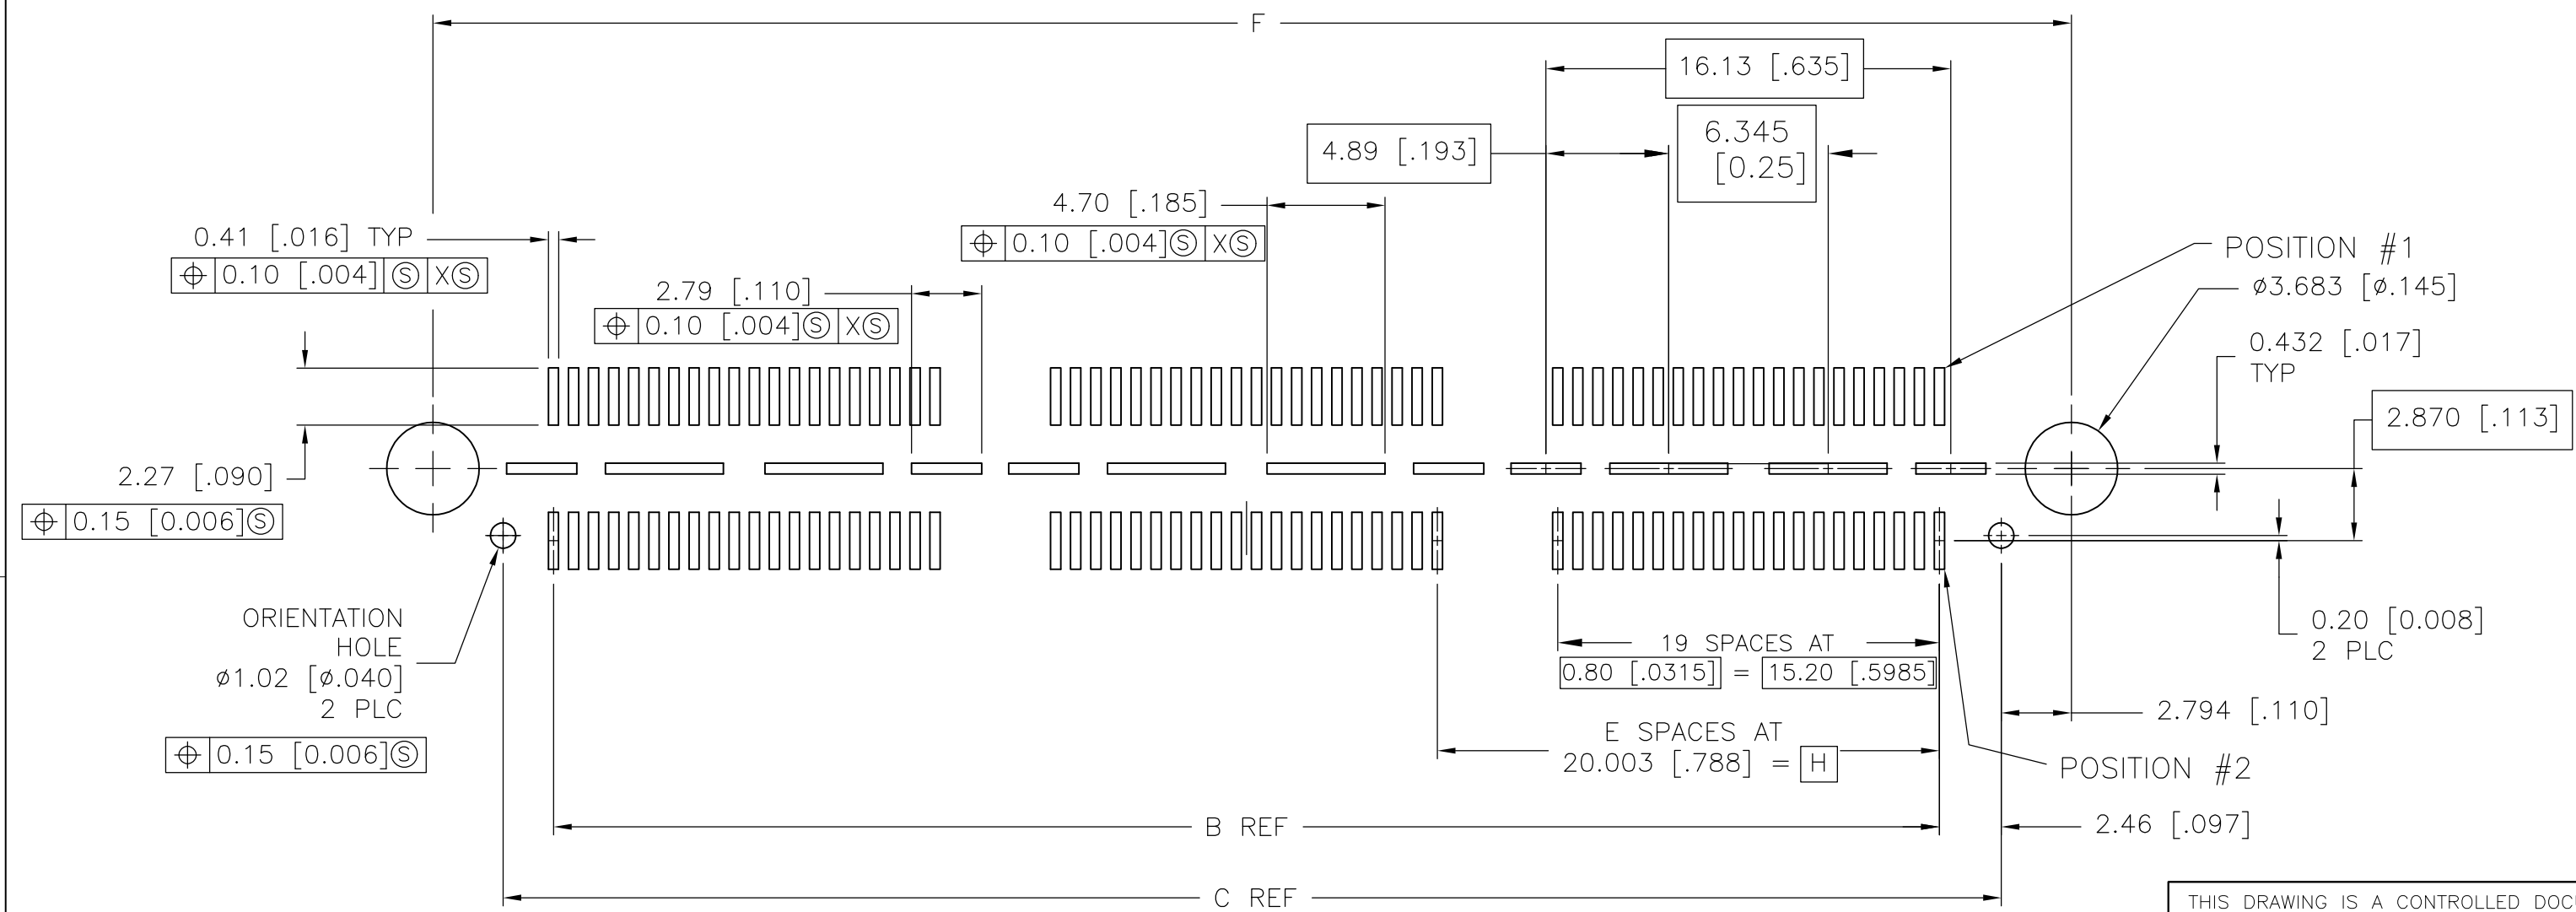 F
16.13 [.635]
6.345
[0.25]
4.89 [.193]
4.70 [.185]
⌖ 0.10 [.004]Ⓢ XⓈ
0.41 [.016] TYP
⌖ 0.10 [.004] Ⓢ XⓈ
2.79 [.110]
⌖ 0.10 [.004]Ⓢ XⓈ
POSITION #1
ø3.683 [ø.145]
0.432 [.017]
TYP
2.870 [.113]
2.27 [.090]
⌖ 0.15 [0.006]Ⓢ
ORIENTATION
HOLE
ø1.02 [ø.040]
2 PLC
⌖ 0.15 [0.006]Ⓢ
19 SPACES AT
0.80 [.0315] = 15.20 [.5985]
0.20 [0.008]
2 PLC
2.794 [.110]
E SPACES AT
20.003 [.788] = H
POSITION #2
B REF
2.46 [.097]
C REF
THIS DRAWING IS A CONTROLLED DOC